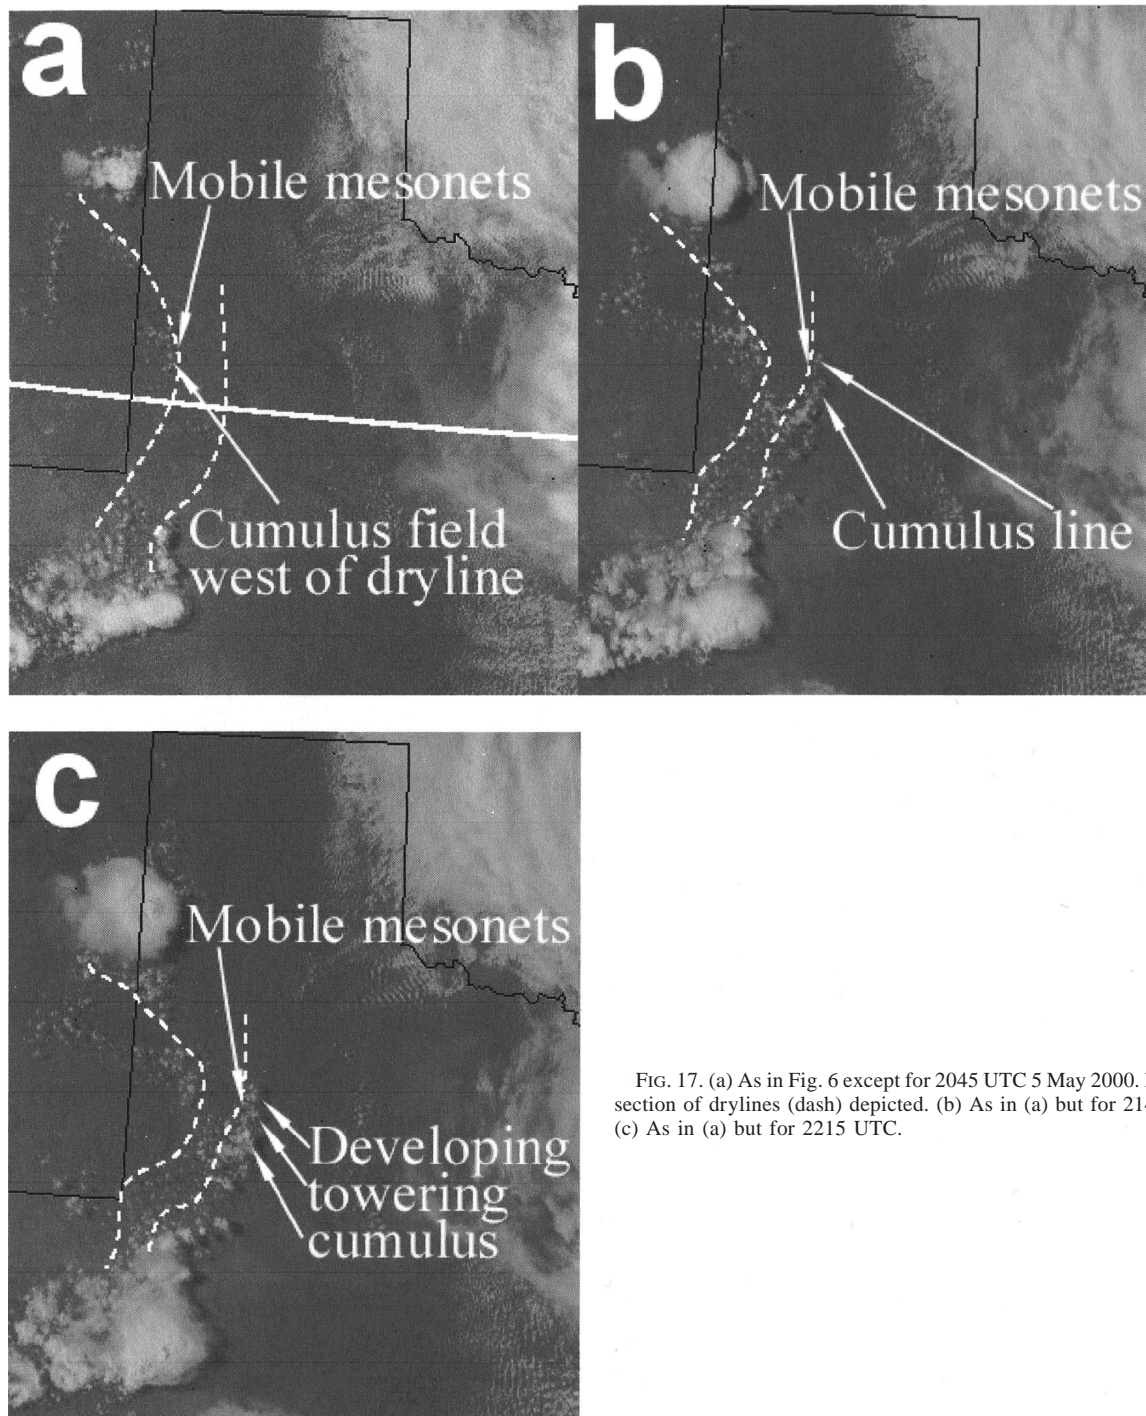 a
Mobile mesonets
Cumulus field
west of dryline
b
Mobile mesonets
Cumulus line
c
Mobile mesonets
Developing
towering
cumulus
FIG. 17. (a) As in Fig. 6 except for 2045 UTC 5 May 2000.
section of drylines (dash) depicted. (b) As in (a) but for
(c) As in (a) but for 2215 UTC.